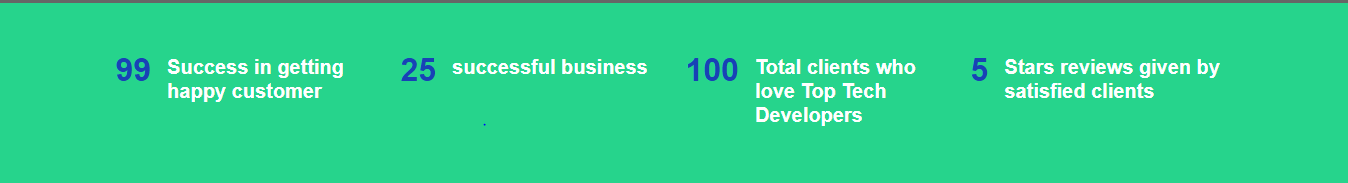 99 Success in getting
happy customer
25 successful business
100 Total clients who
love Top Tech
Developers
5 Stars reviews given by
satisfied clients